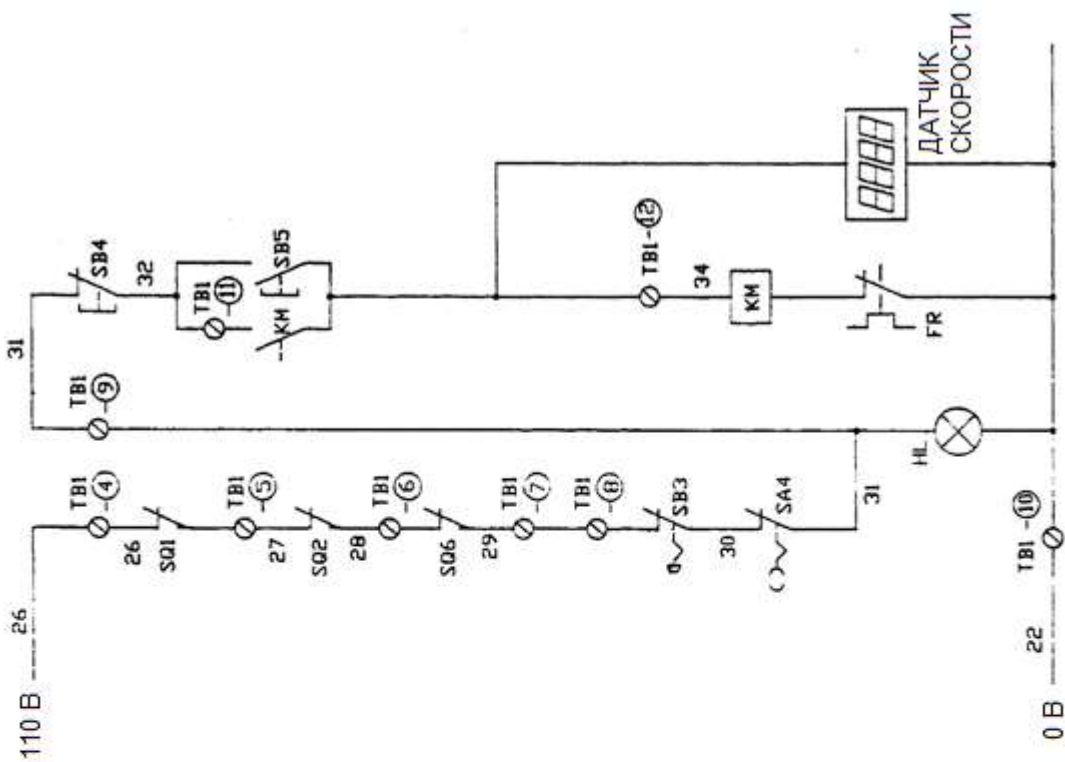 110 В
26
TB1
-4
26
SQ1
TB1
-5
27
SQ2
28
TB1
-6
SQ6
29
TB1
-7
TB1
-8
SB3
30
SA4
31
31
TB1
-9
HL
SB4
32
TB1
-11
KM
SB5
TB1-12
34
KM
FR
ДАТЧИК
СКОРОСТИ
0 В
22
TB1 -10